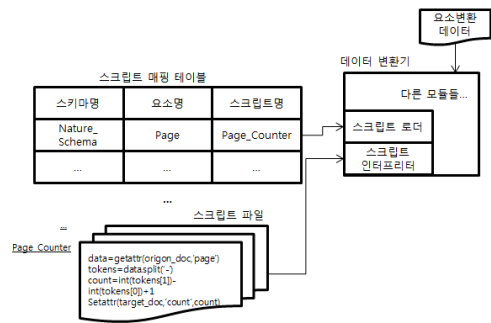 요소변환
데이터
데이터 변환기
스크립트 매핑 테이블
다른 모듈들...
스키마명 요소명 스크립트명
Nature_
Schema Page Page_Counter
스크립트 로더
스크립트
인터프리터
... ... ...
...
스크립트 파일
...
Page Counter
data=getattr(origon_doc,'page')
tokens=data.split('-)
count=int(tokens[1])-
int(tokens[0])+1
Setattr(target_doc,'count',count)